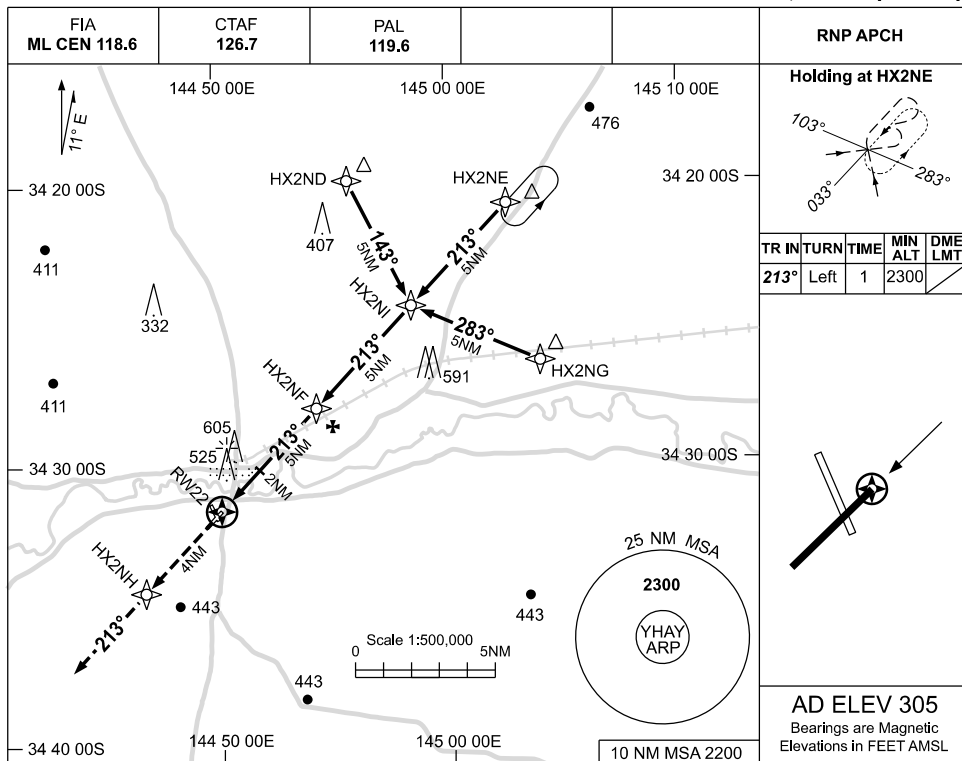 FIA
ML CEN 118.6
CTAF
126.7
PAL
119.6
RNP APCH
144 50 00E
145 00 00E
145 10 00E
11° E
476
Holding at HX2NE
103°
283°
033°
34 20 00S
HX2ND
HX2NE
34 20 00S
407
143°
5NM
213°
5NM
TR IN
TURN
TIME
MIN
ALT
DME
LMT
213°
Left
1
2300
411
332
HX2NI
283°
5NM
HX2NG
213°
5NM
591
411
HX2NF
605
525
213°
5NM
2NM
34 30 00S
34 30 00S
RW22
HX2NH
4NM
213°
443
443
443
25 NM MSA
2300
YHAY
ARP
Scale 1:500,000
0
5NM
34 40 00S
144 50 00E
145 00 00E
10 NM MSA 2200
AD ELEV 305
Bearings are Magnetic
Elevations in FEET AMSL